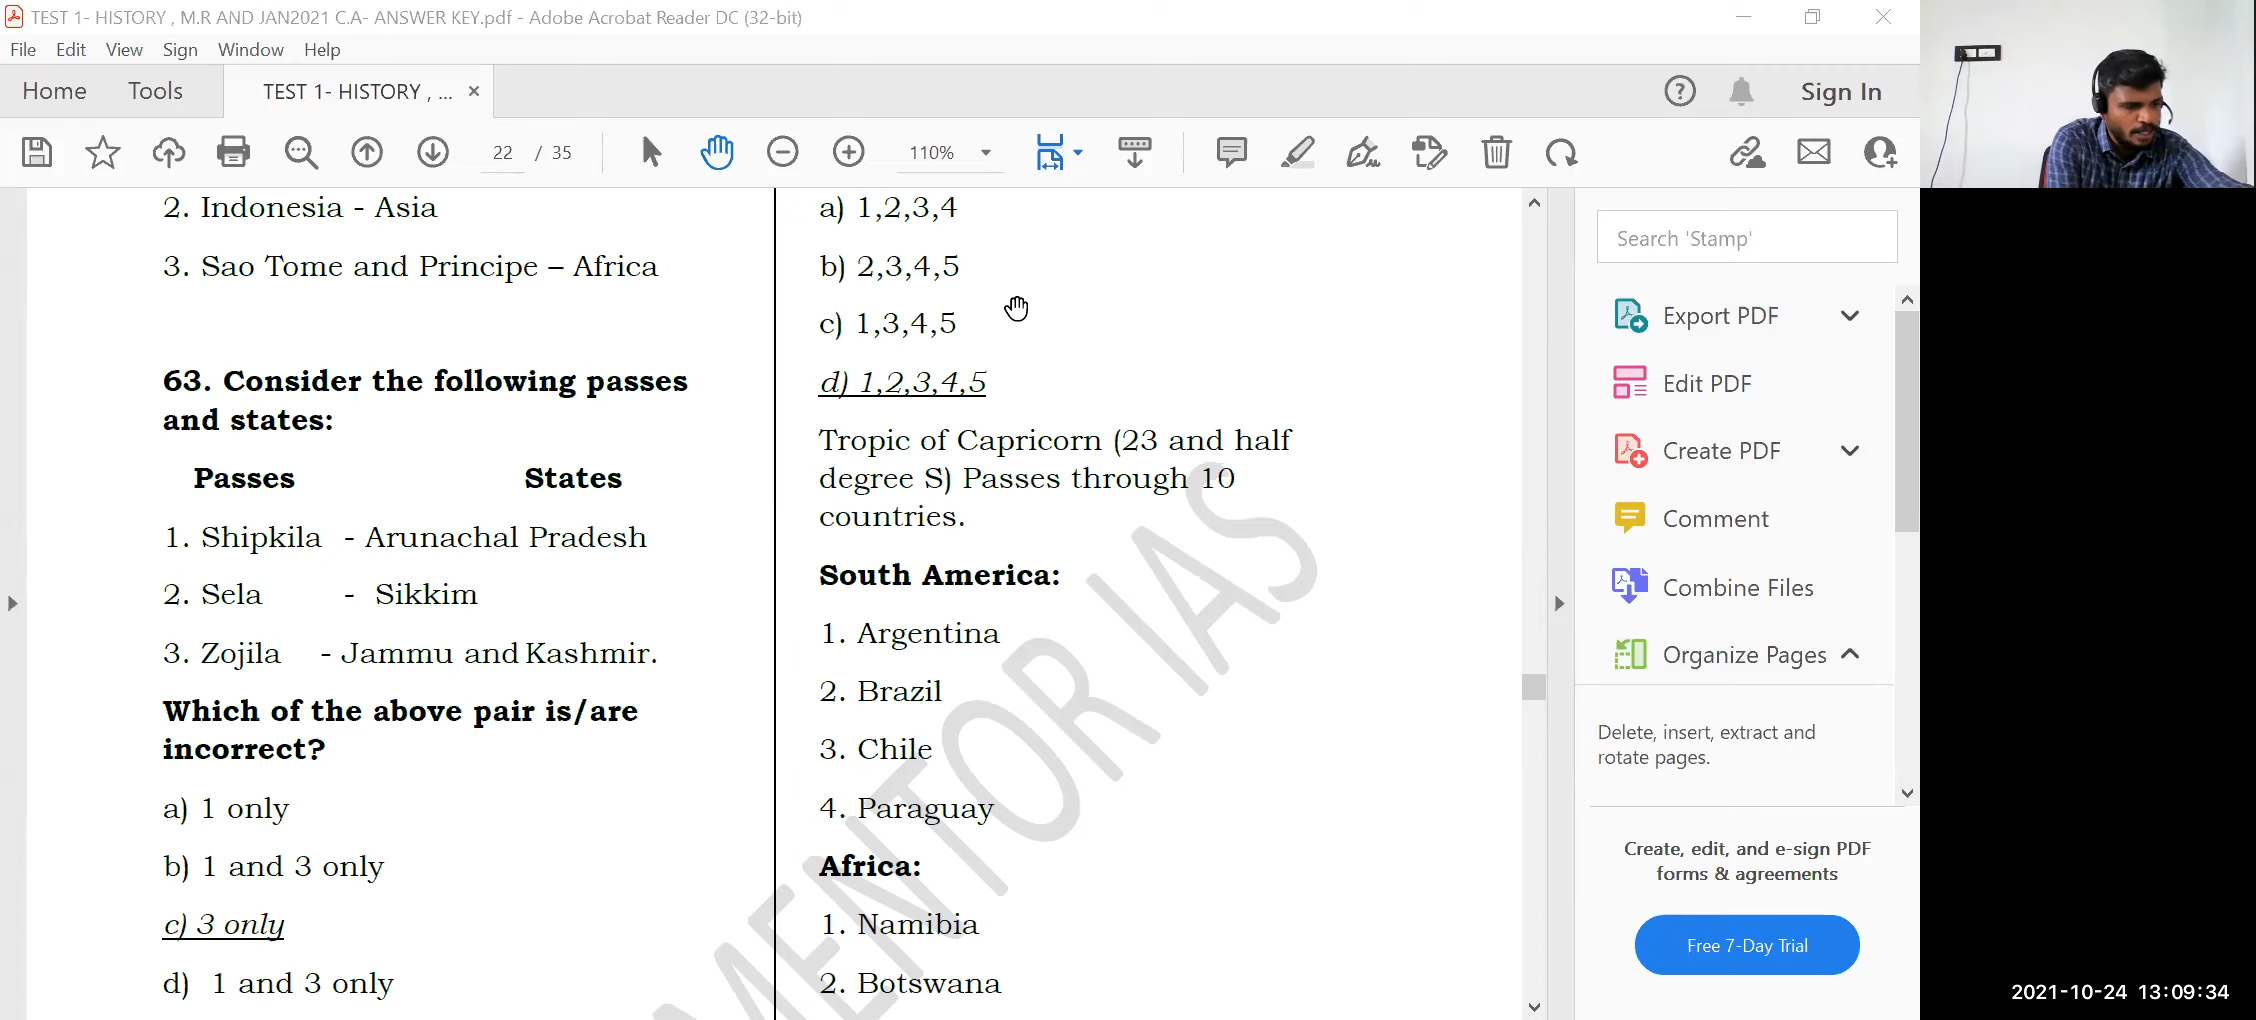 TEST 1- HISTORY , M.R AND JAN2021 C.A- ANSWER KEY.pdf - Adobe Acrobat Reader DC (32-bit)
File Edit View Sign Window Help
Home Tools TEST 1- HISTORY , ... ×
Sign In
22 / 35
110%
2. Indonesia - Asia
3. Sao Tome and Principe – Africa
63. Consider the following passes
and states:
Passes States
1. Shipkila - Arunachal Pradesh
2. Sela - Sikkim
3. Zojila - Jammu and Kashmir.
Which of the above pair is/are
incorrect?
a) 1 only
b) 1 and 3 only
c) 3 only
d) 1 and 3 only
a) 1,2,3,4
b) 2,3,4,5
c) 1,3,4,5
d) 1,2,3,4,5
Tropic of Capricorn (23 and half
degree S) Passes through 10
countries.
South America:
1. Argentina
2. Brazil
3. Chile
4. Paraguay
Africa:
1. Namibia
2. Botswana
MENTOR IAS
Search 'Stamp'
Export PDF
Edit PDF
Create PDF
Comment
Combine Files
Organize Pages
Delete, insert, extract and
rotate pages.
Create, edit, and e-sign PDF
forms & agreements
Free 7-Day Trial
2021-10-24 13:09:34